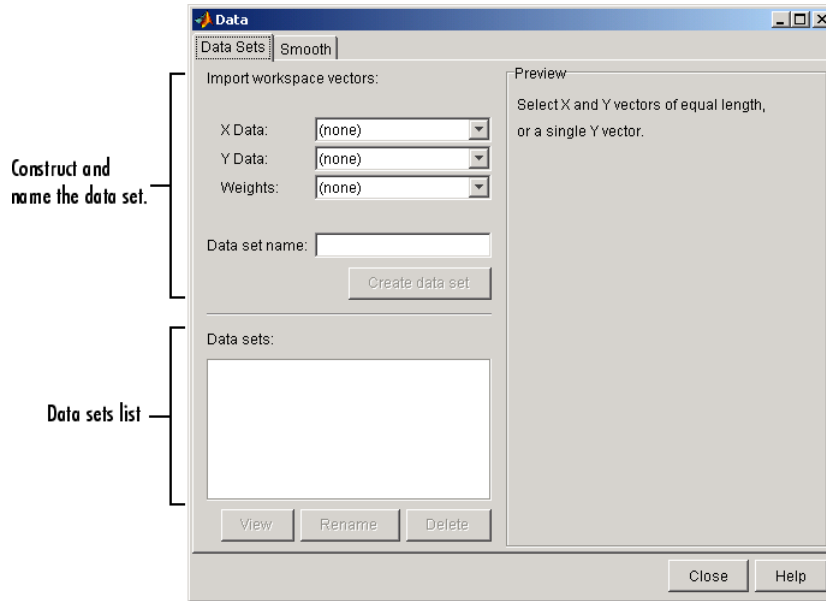 Data
Data Sets
Smooth
Import workspace vectors:
X Data:
(none)
Y Data:
(none)
Weights:
(none)
Data set name:
Create data set
Data sets:
View
Rename
Delete
Preview
Select X and Y vectors of equal length,
or a single Y vector.
Close
Help
Construct and
name the data set.
Data sets list